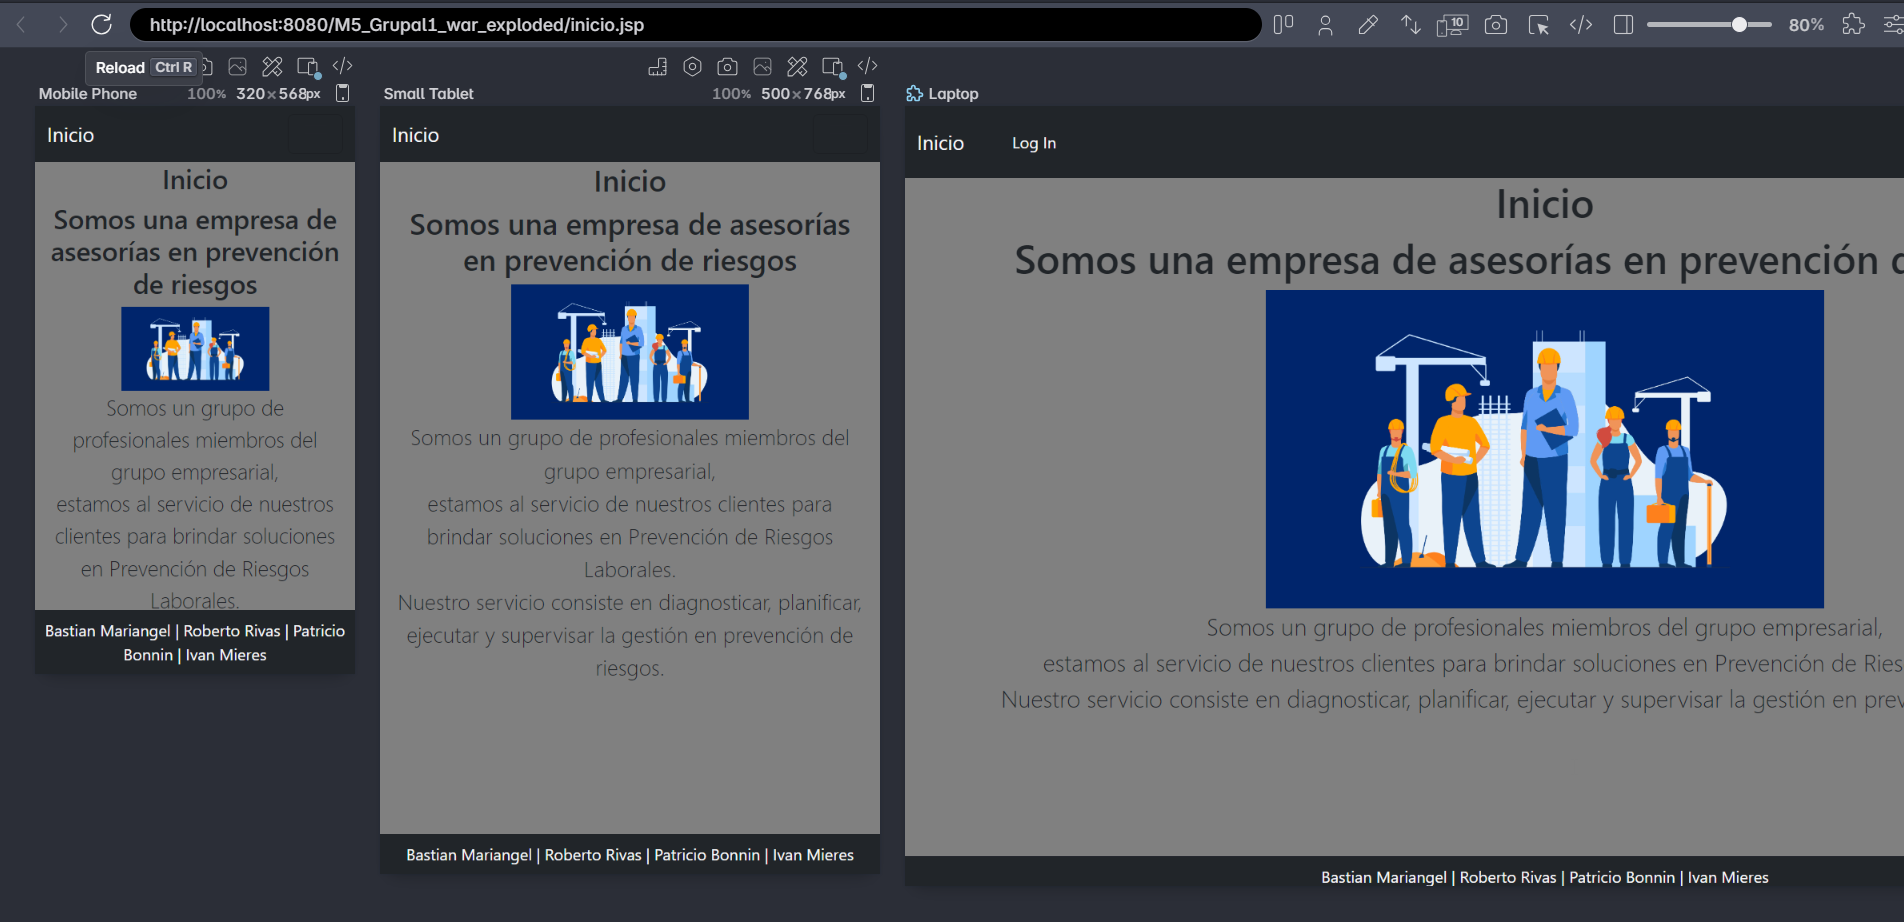 http://localhost:8080/M5_Grupal1_war_exploded/inicio.jsp
10
80%
Reload Ctrl R
Mobile Phone 100% 320×568px
Inicio
Inicio
Somos una empresa de
asesorías en prevención
de riesgos
Somos un grupo de
profesionales miembros del
grupo empresarial,
estamos al servicio de nuestros
clientes para brindar soluciones
en Prevención de Riesgos
Laborales.
Bastian Mariangel | Roberto Rivas | Patricio
Bonnin | Ivan Mieres
Small Tablet 100% 500×768px
Inicio
Inicio
Somos una empresa de asesorías
en prevención de riesgos
Somos un grupo de profesionales miembros del
grupo empresarial,
estamos al servicio de nuestros clientes para
brindar soluciones en Prevención de Riesgos
Laborales.
Nuestro servicio consiste en diagnosticar, planificar,
ejecutar y supervisar la gestión en prevención de
riesgos.
Bastian Mariangel | Roberto Rivas | Patricio Bonnin | Ivan Mieres
Laptop
Inicio Log In
Inicio
Somos una empresa de asesorías en prevención
Somos un grupo de profesionales miembros del grupo empresarial,
estamos al servicio de nuestros clientes para brindar soluciones en Prevención de Ries
Nuestro servicio consiste en diagnosticar, planificar, ejecutar y supervisar la gestión en prev
Bastian Mariangel | Roberto Rivas | Patricio Bonnin | Ivan Mieres